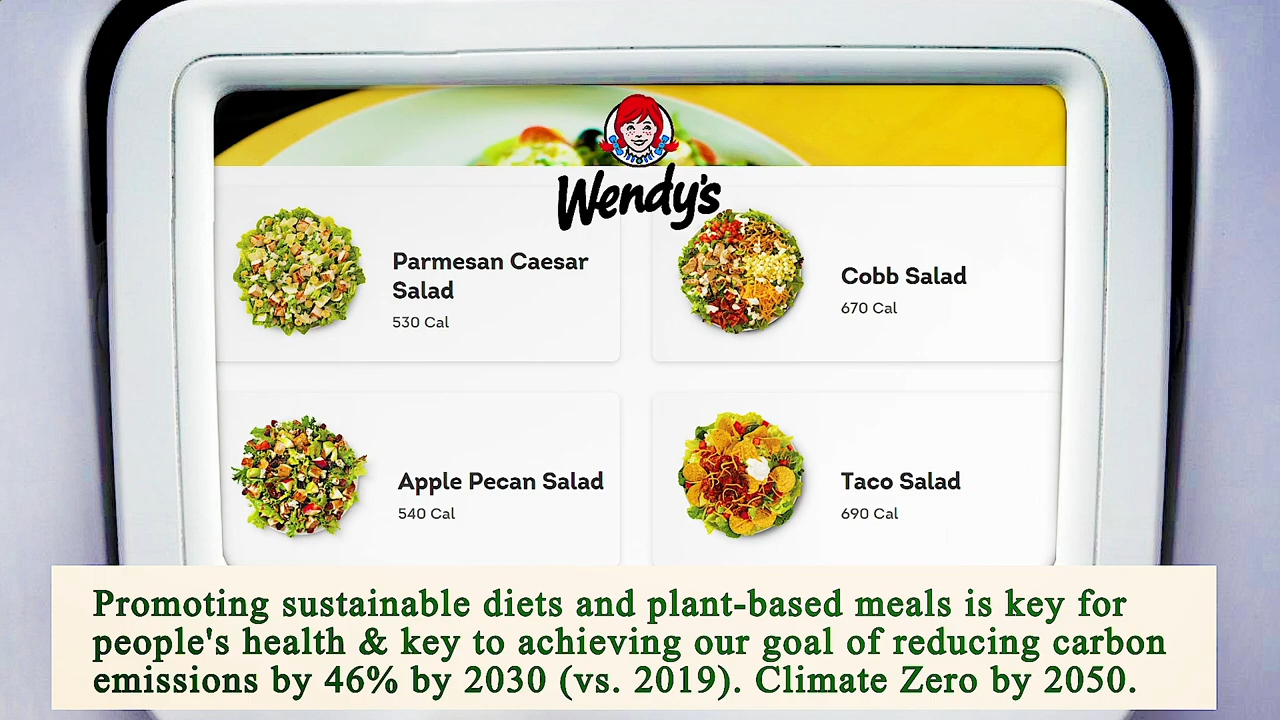 Wendy's
Parmesan Caesar
Salad
530 Cal
Cobb Salad
670 Cal
Apple Pecan Salad
540 Cal
Taco Salad
690 Cal
Promoting sustainable diets and plant-based meals is key for
people's health & key to achieving our goal of reducing carbon
emissions by 46% by 2030 (vs. 2019). Climate Zero by 2050.